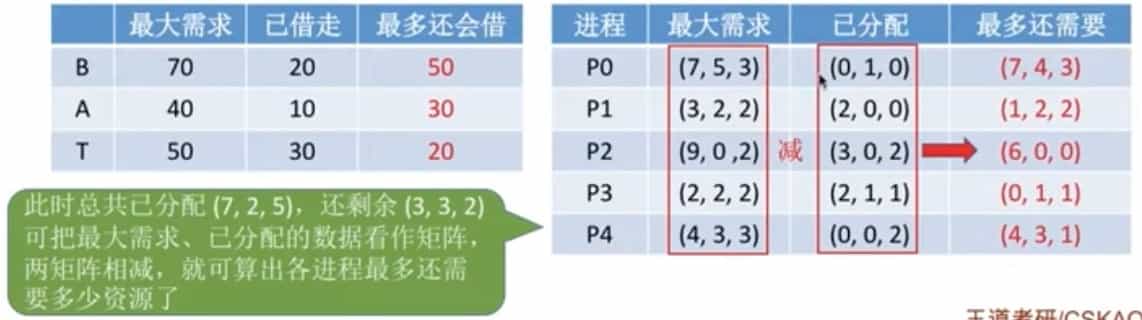 最大需求 已借走 最多还会借
B 70 20 50
A 40 10 30
T 50 30 20
此时总共已分配 (7, 2, 5)，还剩余 (3, 3, 2)
可把最大需求、已分配的数据看作矩阵，
两矩阵相减，就可算出各进程最多还需
要多少资源了
进程 最大需求 已分配 最多还需要
P0 (7, 5, 3) (0, 1, 0) (7, 4, 3)
P1 (3, 2, 2) (2, 0, 0) (1, 2, 2)
P2 (9, 0 ,2) 减 (3, 0, 2) (6, 0, 0)
P3 (2, 2, 2) (2, 1, 1) (0, 1, 1)
P4 (4, 3, 3) (0, 0, 2) (4, 3, 1)
王道考研/CSKAO